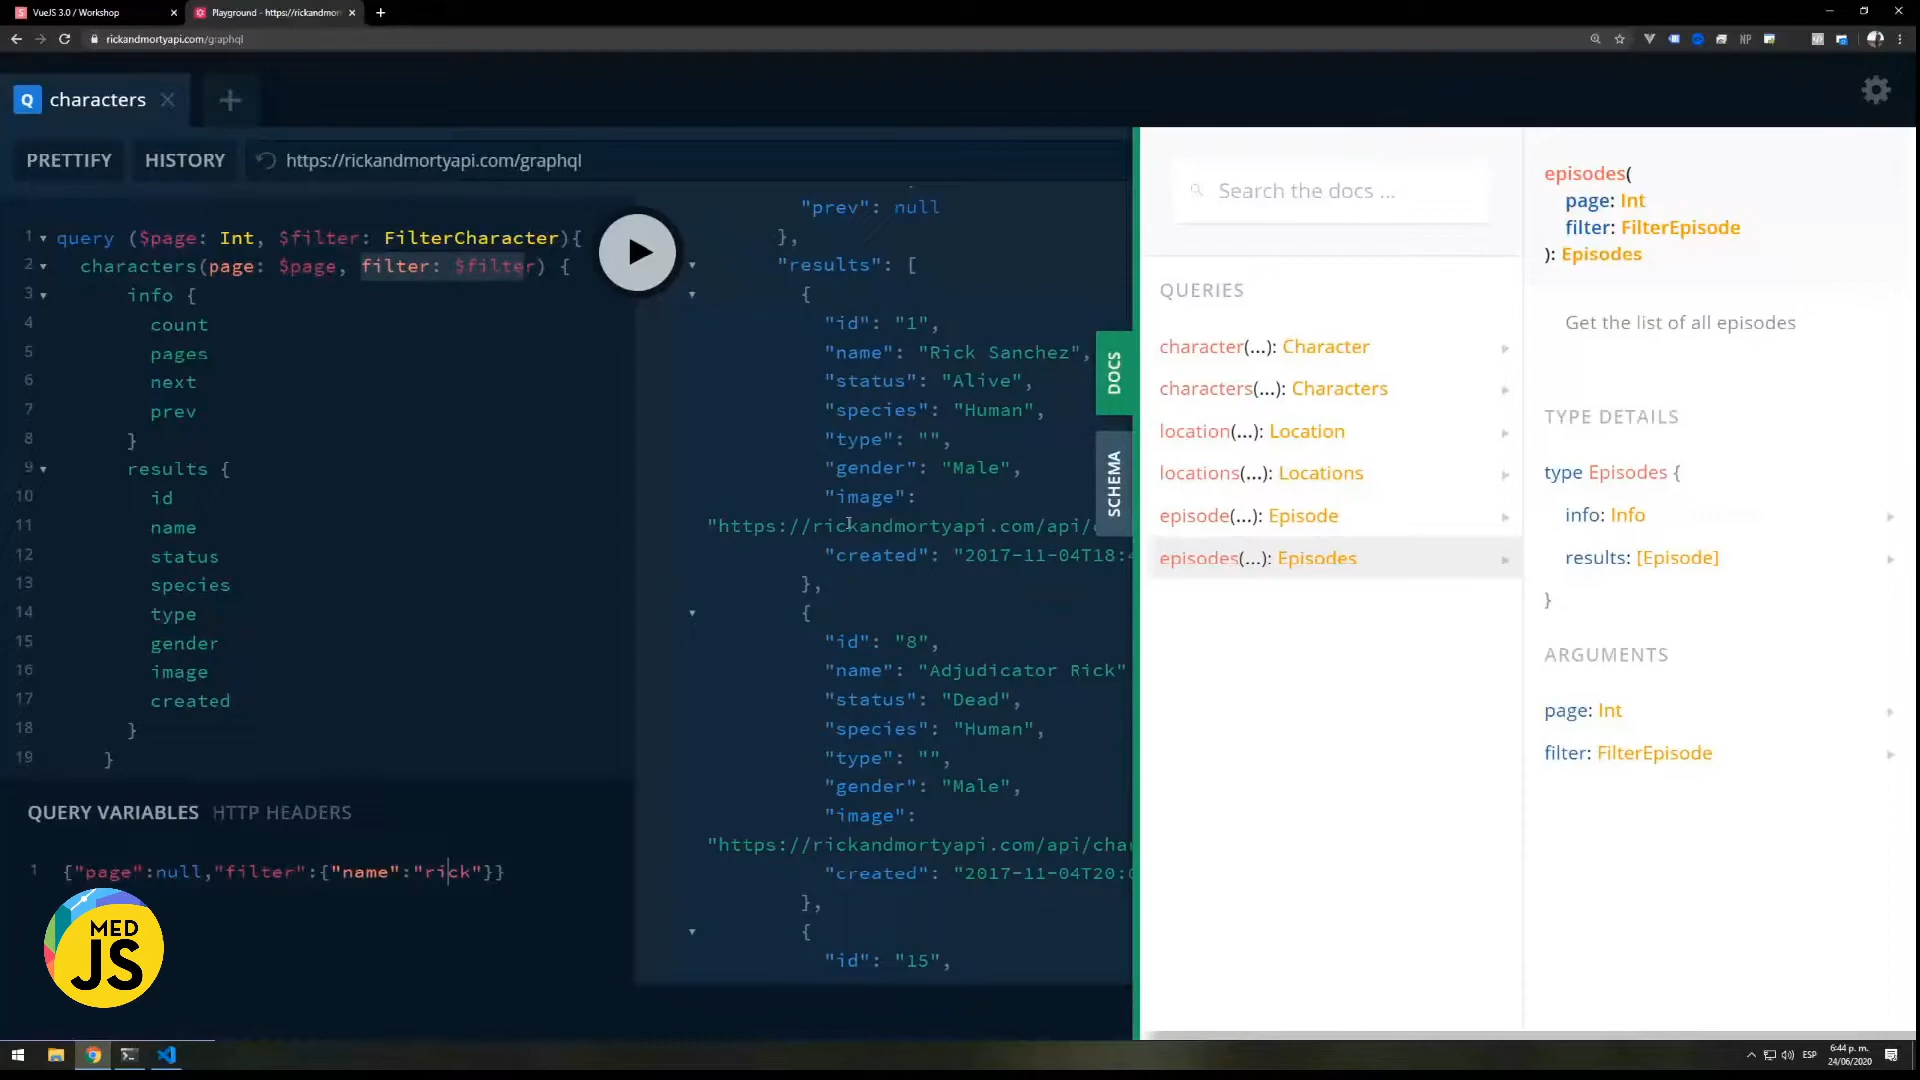 VueJS 3.0 / Workshop
Playground - https://rickandmor
rickandmortyapi.com/graphql
NP
Q characters
PRETTIFY HISTORY https://rickandmortyapi.com/graphql
1 query ($page: Int, $filter: FilterCharacter){
2 characters(page: $page, filter: $filter) {
3 info {
4 count
5 pages
6 next
7 prev
8 }
9 results {
10 id
11 name
12 status
13 species
14 type
15 gender
16 image
17 created
18 }
19 }
QUERY VARIABLES HTTP HEADERS
1 {"page":null,"filter":{"name":"rick"}}
"prev": null
},
"results": [
{
"id": "1",
"name": "Rick Sanchez",
"status": "Alive",
"species": "Human",
"type": "",
"gender": "Male",
"image":
"https://rickandmortyapi.com/api/
"created": "2017-11-04T18:4
},
{
"id": "8",
"name": "Adjudicator Rick"
"status": "Dead",
"species": "Human",
"type": "",
"gender": "Male",
"image":
"https://rickandmortyapi.com/api/cha
"created": "2017-11-04T20:
},
{
"id": "15",
DOCS
SCHEMA
Search the docs ...
QUERIES
character(...): Character
characters(...): Characters
location(...): Location
locations(...): Locations
episode(...): Episode
episodes(...): Episodes
episodes(
page: Int
filter: FilterEpisode
): Episodes
Get the list of all episodes
TYPE DETAILS
type Episodes {
info: Info
results: [Episode]
}
ARGUMENTS
page: Int
filter: FilterEpisode
MED
JS
ESP
6:44 p. m.
24/06/2020